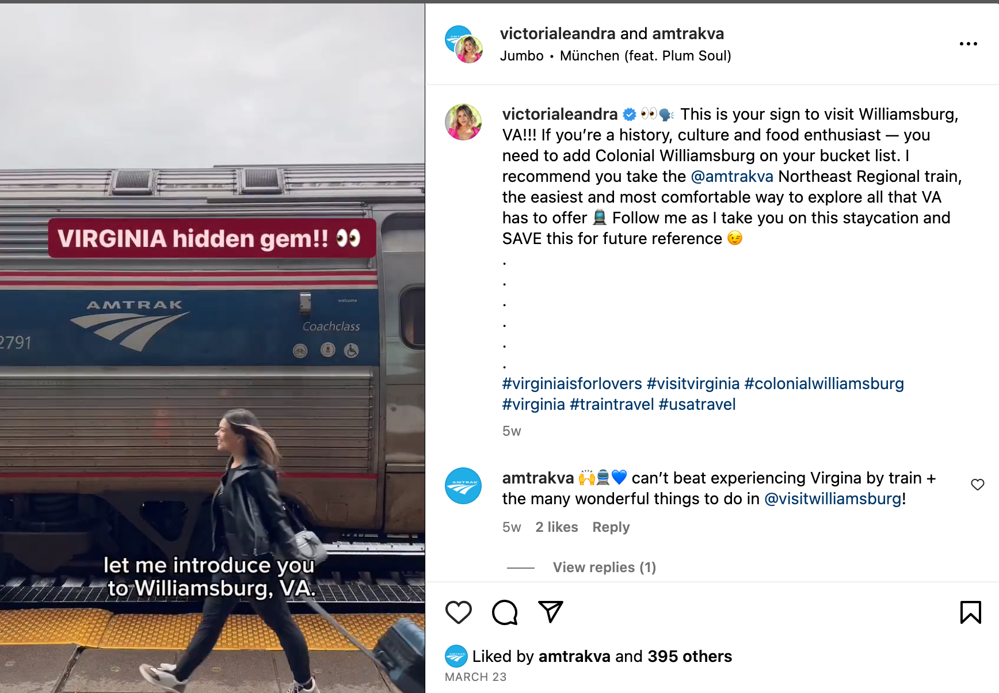 victorialeandra and amtrakva
Jumbo • München (feat. Plum Soul)
VIRGINIA hidden gem!! 👀
AMTRAK
welcome
Coachclass
2791
let me introduce you
to Williamsburg, VA.
victorialeandra 👀🗣️ This is your sign to visit Williamsburg,
VA!!! If you’re a history, culture and food enthusiast — you
need to add Colonial Williamsburg on your bucket list. I
recommend you take the @amtrakva Northeast Regional train,
the easiest and most comfortable way to explore all that VA
has to offer 🚆 Follow me as I take you on this staycation and
SAVE this for future reference 😉
.
.
.
.
.
.
#virginiaisforlovers #visitvirginia #colonialwilliamsburg
#virginia #traintravel #usatravel
5w
AMTRAK
amtrakva 🙌🚆💙 can’t beat experiencing Virgina by train +
the many wonderful things to do in @visitwilliamsburg!
5w 2 likes Reply
View replies (1)
Liked by amtrakva and 395 others
MARCH 23